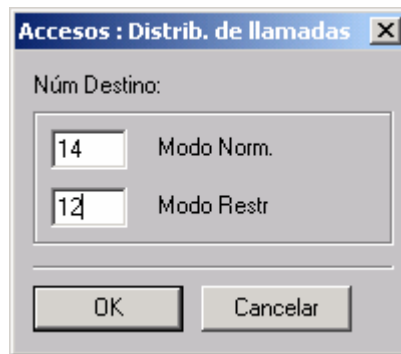 Accesos : Distrib. de llamadas
Núm Destino:
14 Modo Norm.
12 Modo Restr
OK Cancelar